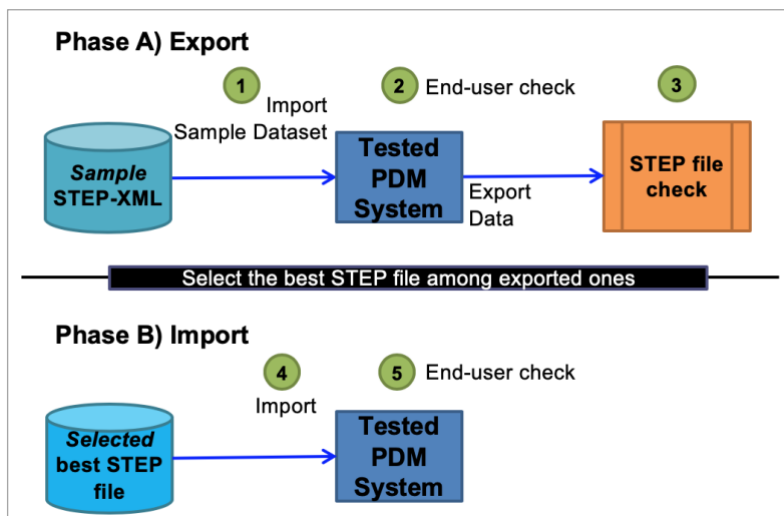 Phase A) Export
1
Import
Sample Dataset
2
End-user check
3
Sample
STEP-XML
Tested
PDM
System
Export
Data
STEP file
check
Select the best STEP file among exported ones
Phase B) Import
4
Import
5
End-user check
Selected
best STEP
file
Tested
PDM
System